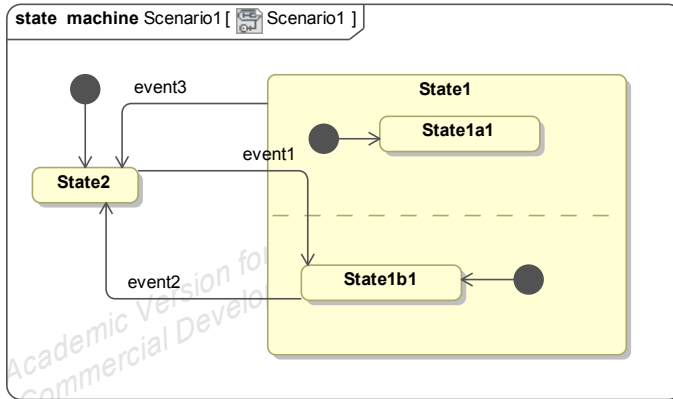 state machine Scenario1 [ Scenario1 ]
event3
State1
State1a1
event1
State2
State1b1
event2
Academic Version for
Commercial Develo